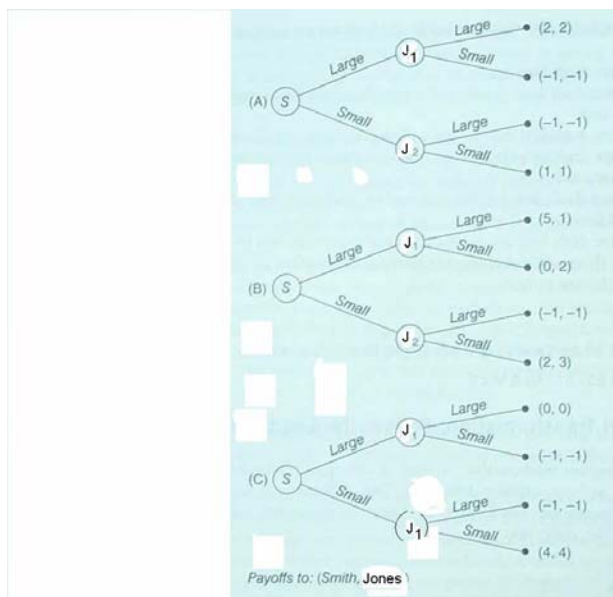 Large J1 Large (2, 2)
Small (-1, -1)
(A) S
Small J2 Large (-1, -1)
Small (1, 1)
Large J1 Large (5, 1)
Small (0, 2)
(B) S
Small J2 Large (-1, -1)
Small (2, 3)
Large J1 Large (0, 0)
Small (-1, -1)
(C) S
Small (J1) Large (-1, -1)
Small (4, 4)
Payoffs to: (Smith, Jones)